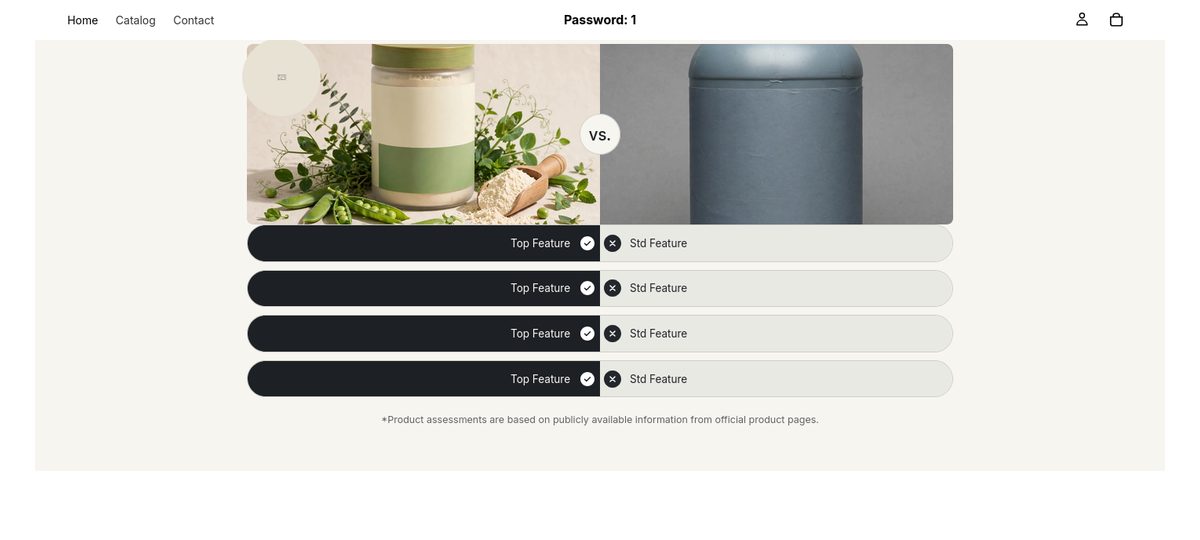 Home Catalog Contact Password: 1
VS.
Top Feature Std Feature
Top Feature Std Feature
Top Feature Std Feature
Top Feature Std Feature
*Product assessments are based on publicly available information from official product pages.